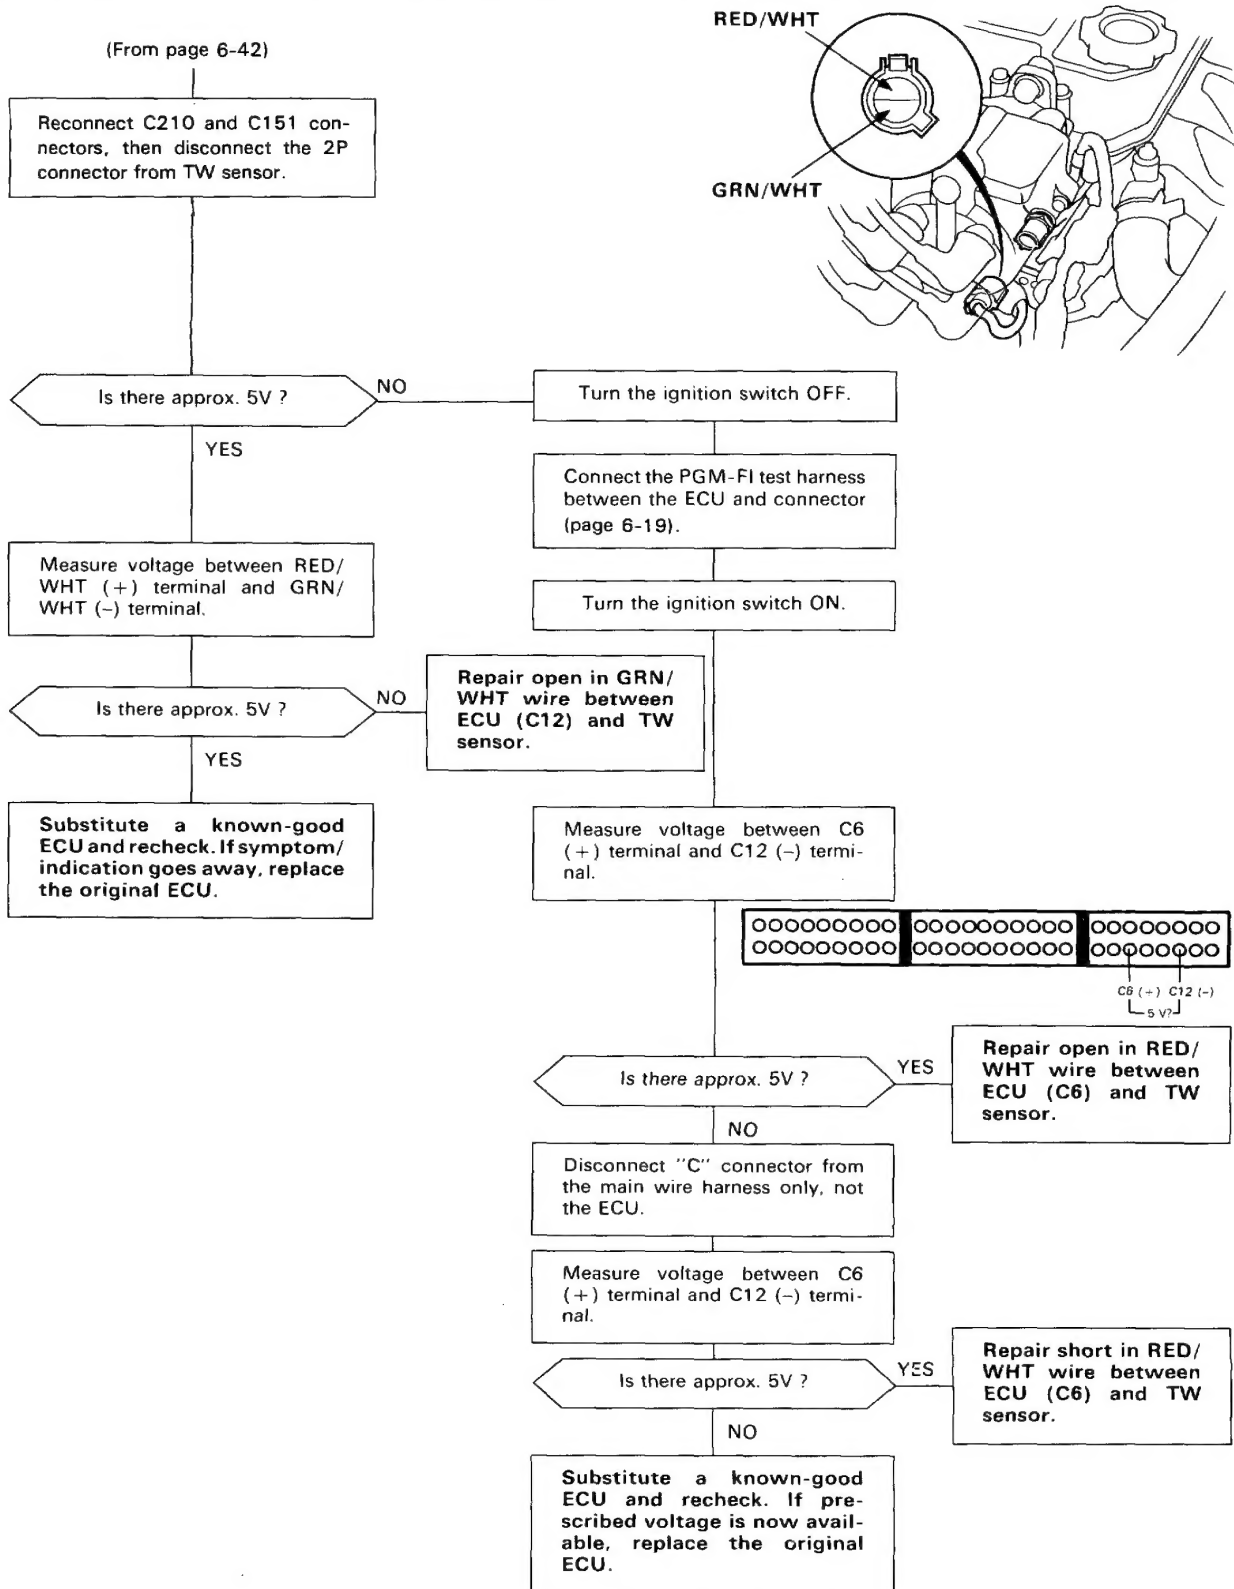 (From page 6-42)
Reconnect C210 and C151 con-
nectors, then disconnect the 2P
connector from TW sensor.
RED/WHT
GRN/WHT
Is there approx. 5V ?
NO
YES
Turn the ignition switch OFF.
Connect the PGM-FI test harness
between the ECU and connector
(page 6-19).
Turn the ignition switch ON.
Measure voltage between RED/
WHT (+) terminal and GRN/
WHT (–) terminal.
Is there approx. 5V ?
NO
YES
Repair open in GRN/
WHT wire between
ECU (C12) and TW
sensor.
Substitute a known-good
ECU and recheck. If symptom/
indication goes away, replace
the original ECU.
Measure voltage between C6
(+) terminal and C12 (–) termi-
nal.
C6 (+) C12 (–)
5 V?
Is there approx. 5V ?
YES
NO
Repair open in RED/
WHT wire between
ECU (C6) and TW
sensor.
Disconnect "C" connector from
the main wire harness only, not
the ECU.
Measure voltage between C6
(+) terminal and C12 (–) termi-
nal.
Is there approx. 5V ?
YES
NO
Repair short in RED/
WHT wire between
ECU (C6) and TW
sensor.
Substitute a known-good
ECU and recheck. If pre-
scribed voltage is now avail-
able, replace the original
ECU.